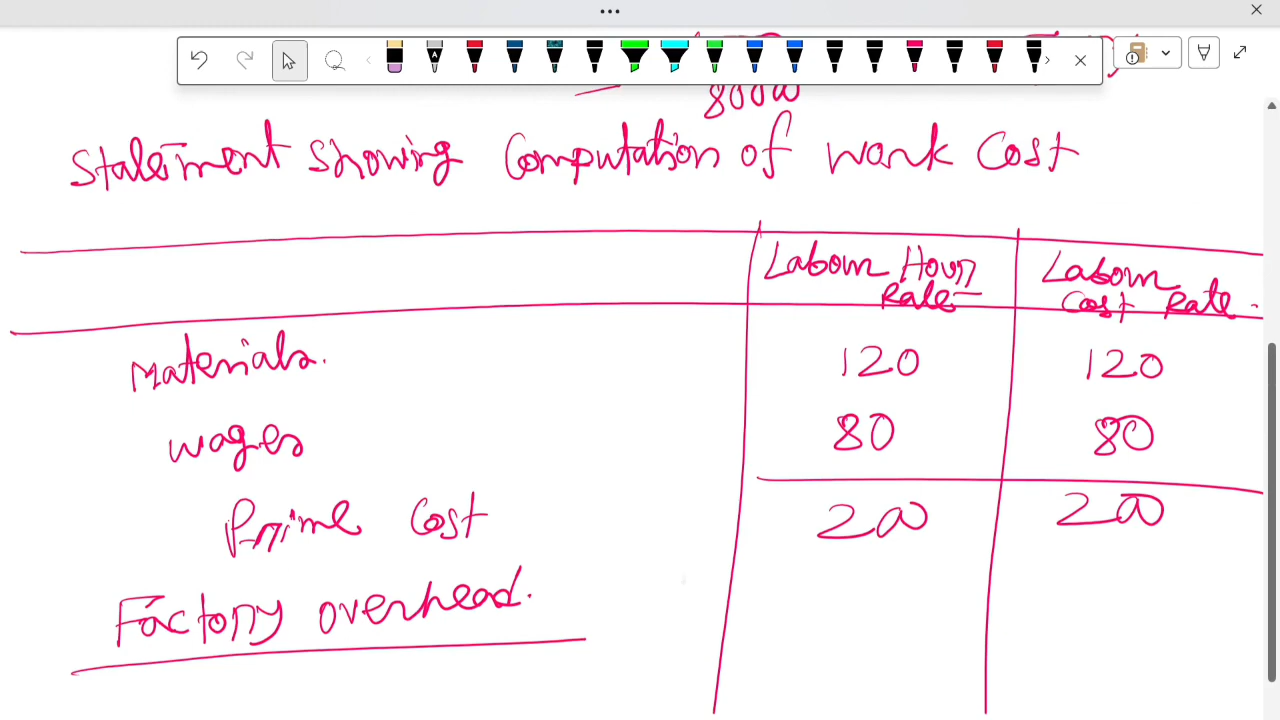 8000
Statement Showing Computation of Work Cost
Labour Hour Rate
Labour Cost Rate
Materials. 120 120
Wages 80 80
Prime Cost 200 200
Factory overhead.